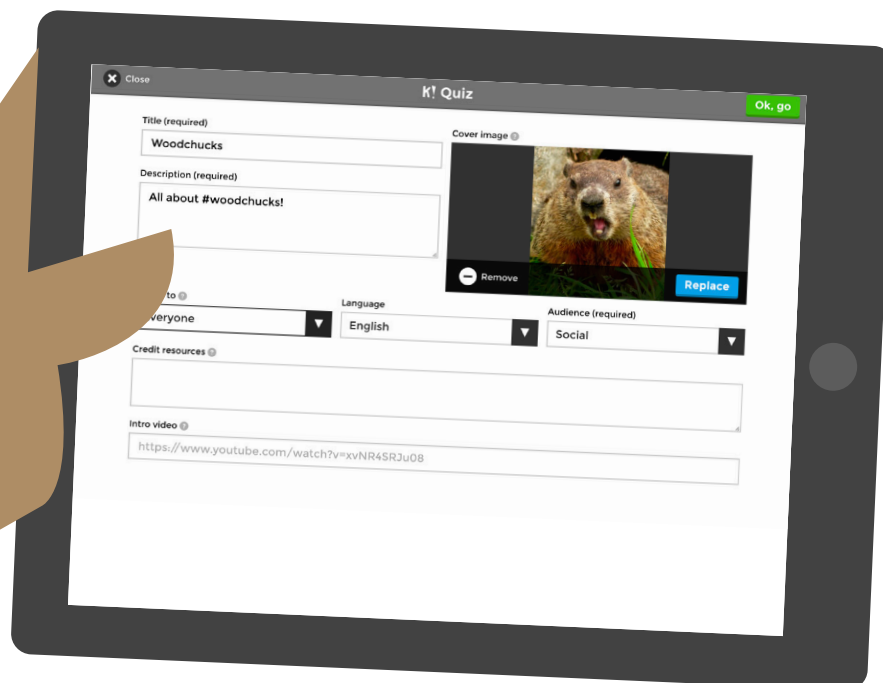 Close
K! Quiz
Ok, go
Title (required)
Woodchucks
Cover image
Description (required)
All about #woodchucks!
Remove
Replace
to
Language
Audience (required)
veryone
English
Social
Credit resources
Intro video
https://www.youtube.com/watch?v=xvNR4SRJu08